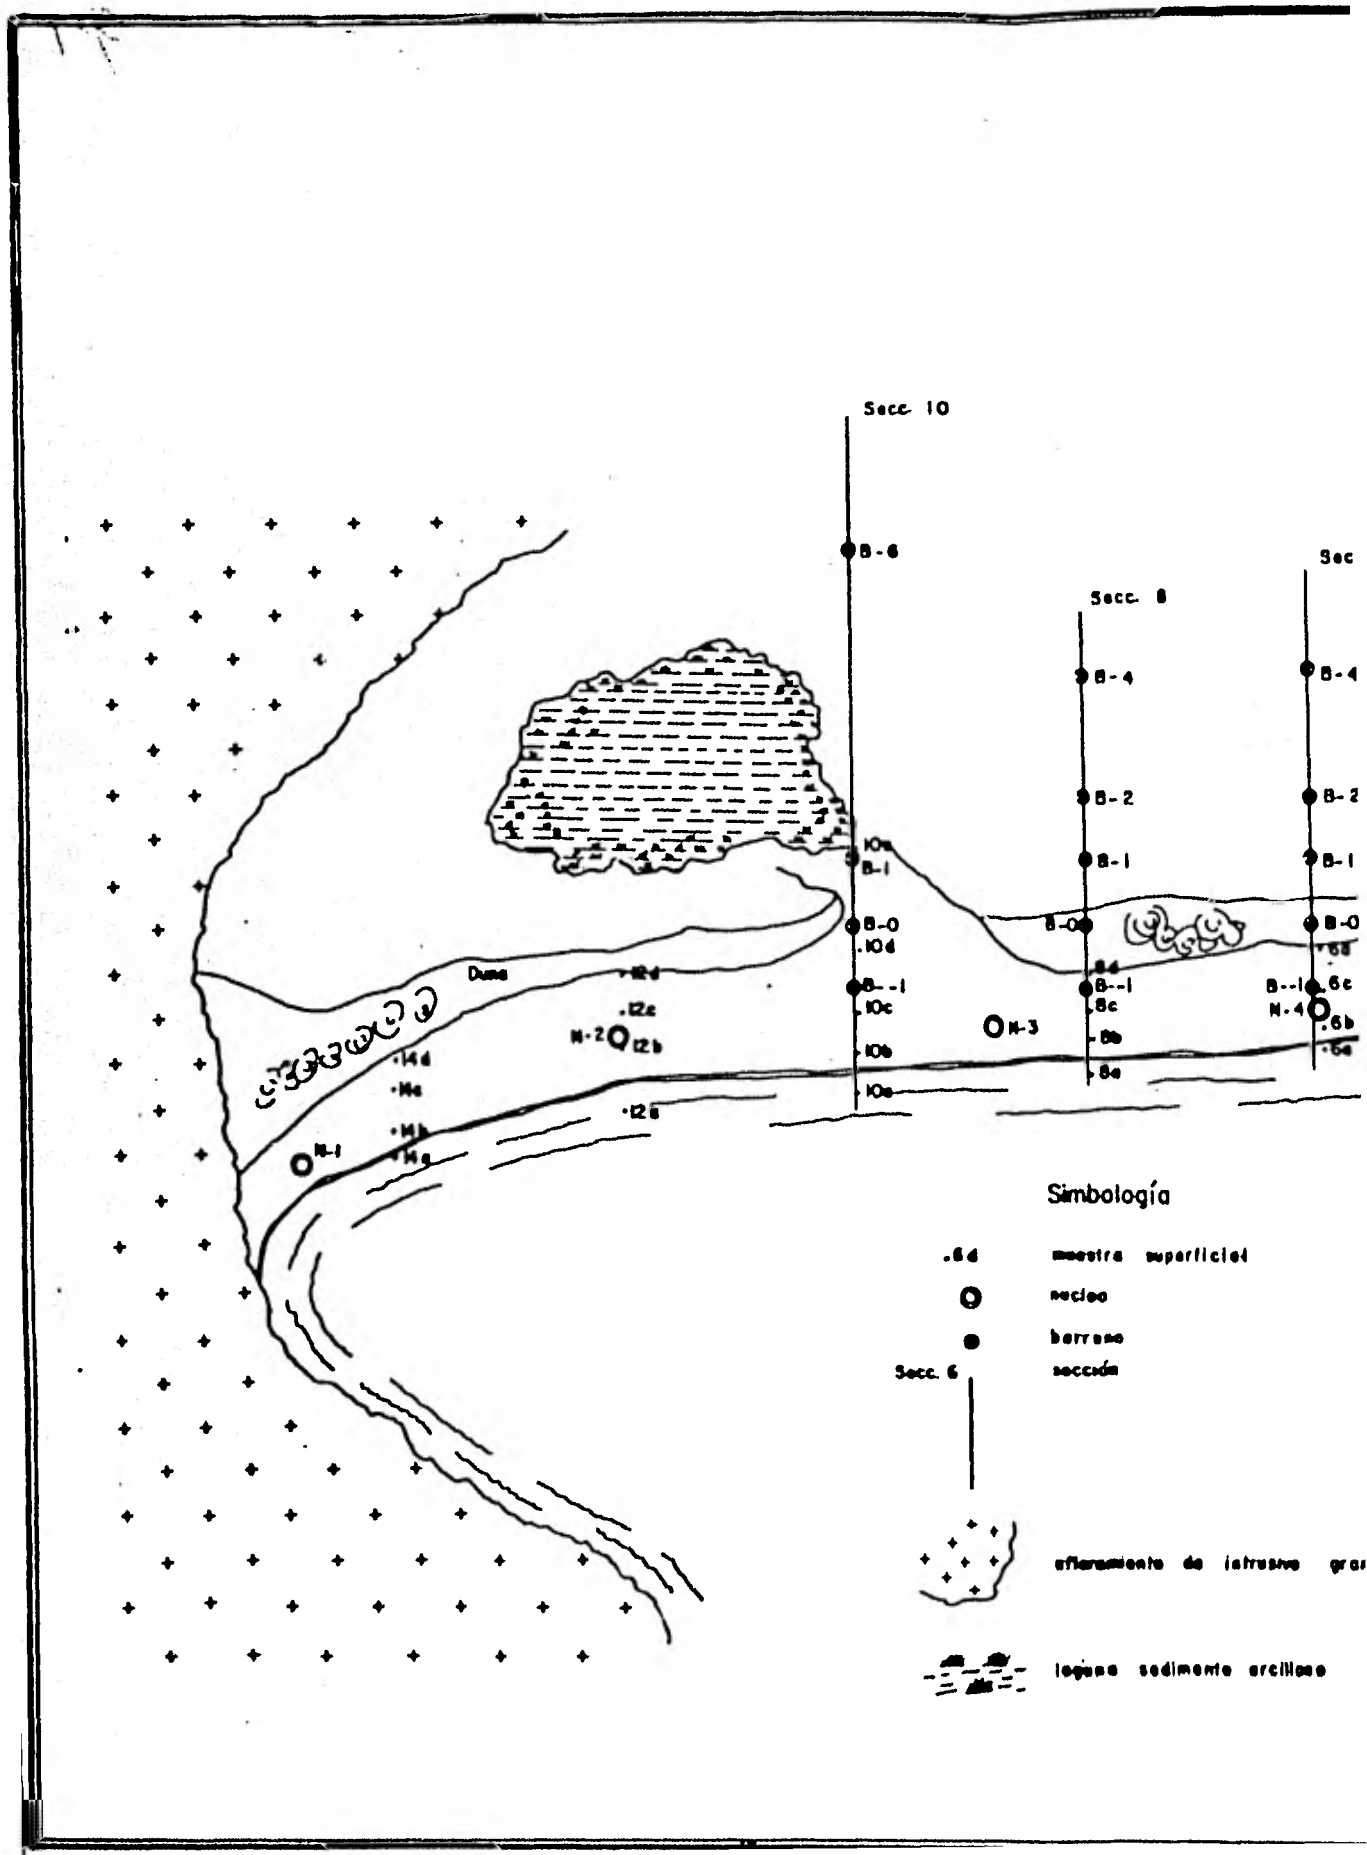 Secc. 10
B-6
Sec
Secc. 8
B-4
B-4
B-2
B-2
10e
B-1
B-1
B-1
B-0
B-0
B-0
10d
6d
Duna
12d
8d
B--1
B--1
B--1
6c
12c
10c
8c
N-4
N-2
12b
N-3
6b
8b
14d
10b
6a
8a
14c
10a
12a
14b
N-1
14a
Simbología
.6d muestra superficial
nucleo
barreno
Secc. 6 sección
afloramiento de intrusivo gran
laguna sedimento arcilloso